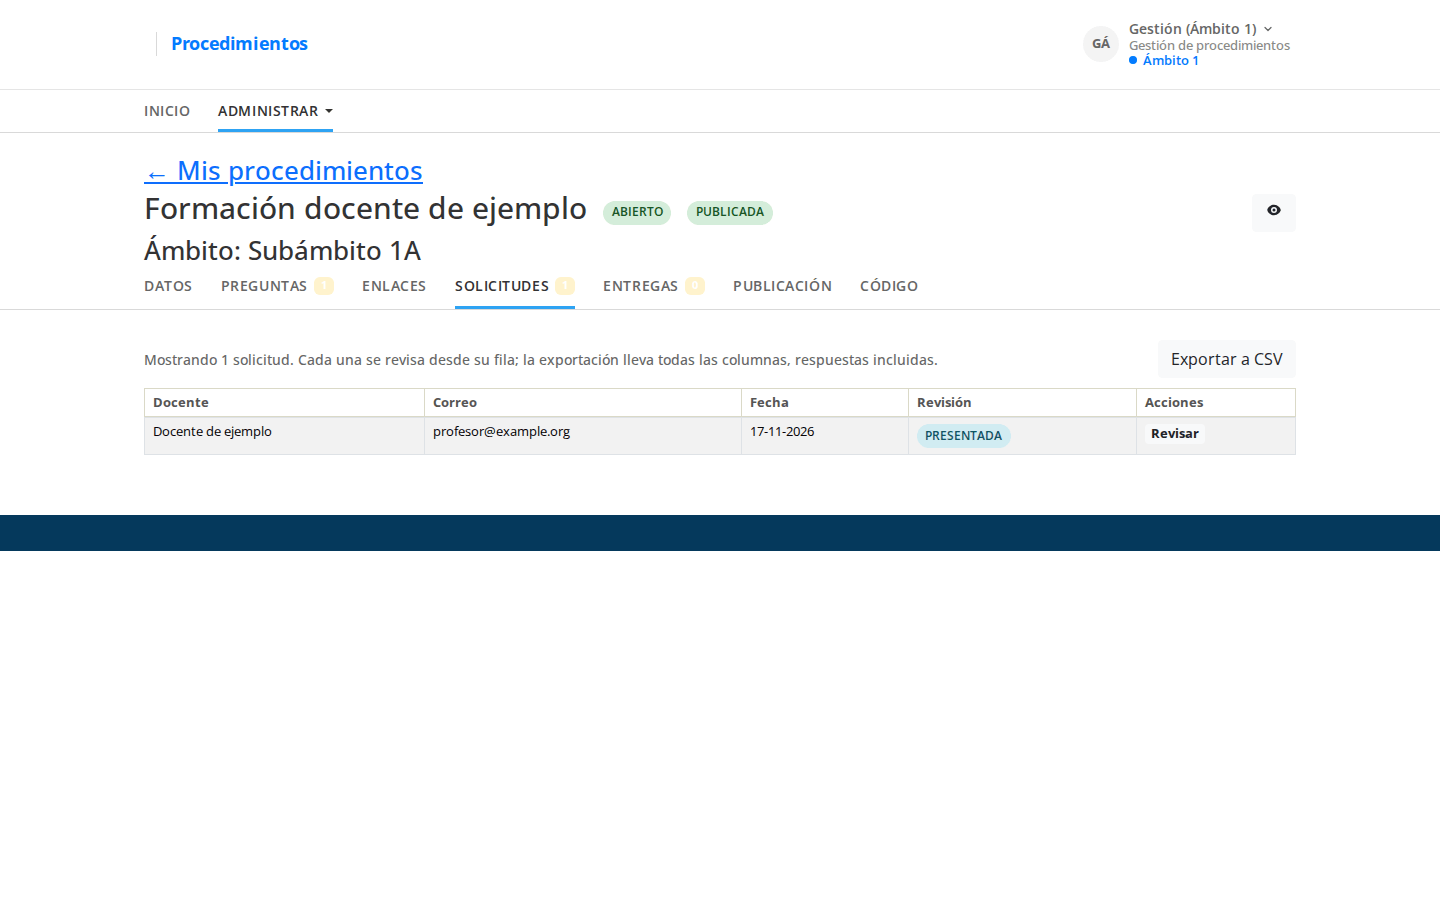 Procedimientos
GÁ
Gestión (Ámbito 1)
Gestión de procedimientos
Ámbito 1
INICIO ADMINISTRAR
← Mis procedimientos
Formación docente de ejemplo ABIERTO PUBLICADA
Ámbito: Subámbito 1A
DATOS PREGUNTAS 1 ENLACES SOLICITUDES 1 ENTREGAS 0 PUBLICACIÓN CÓDIGO
Mostrando 1 solicitud. Cada una se revisa desde su fila; la exportación lleva todas las columnas, respuestas incluidas. Exportar a CSV
Docente Correo Fecha Revisión Acciones
Docente de ejemplo profesor@example.org 17-11-2026 PRESENTADA Revisar